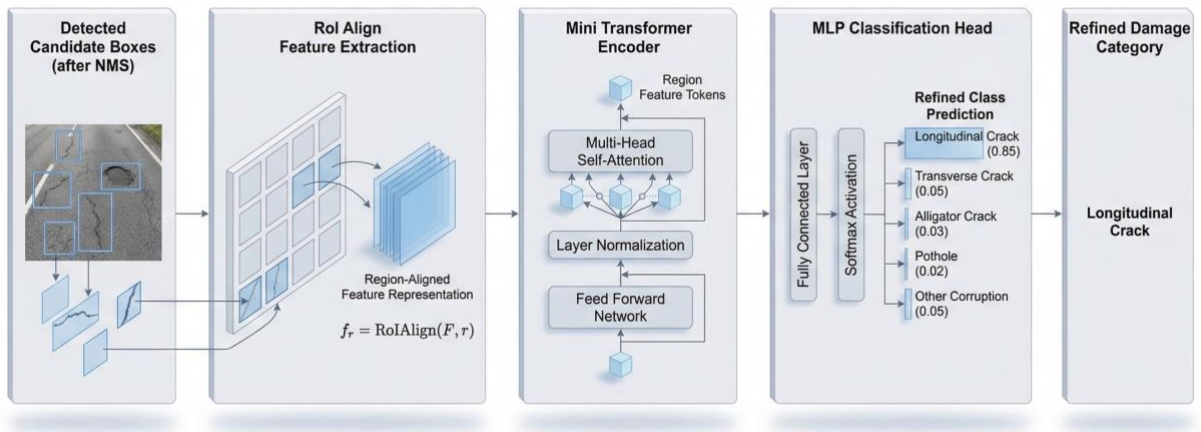 Detected
Candidate Boxes
(after NMS)
RoI Align
Feature Extraction
Region-Aligned
Feature Representation
f_r = RoIAlign(F, r)
Mini Transformer
Encoder
Region
Feature Tokens
Multi-Head
Self-Attention
Layer Normalization
Feed Forward
Network
MLP Classification Head
Fully Connected Layer
Softmax Activation
Refined Class
Prediction
Longitudinal Crack
(0.85)
Transverse Crack
(0.05)
Alligator Crack
(0.03)
Pothole
(0.02)
Other Corruption
(0.05)
Refined Damage
Category
Longitudinal
Crack